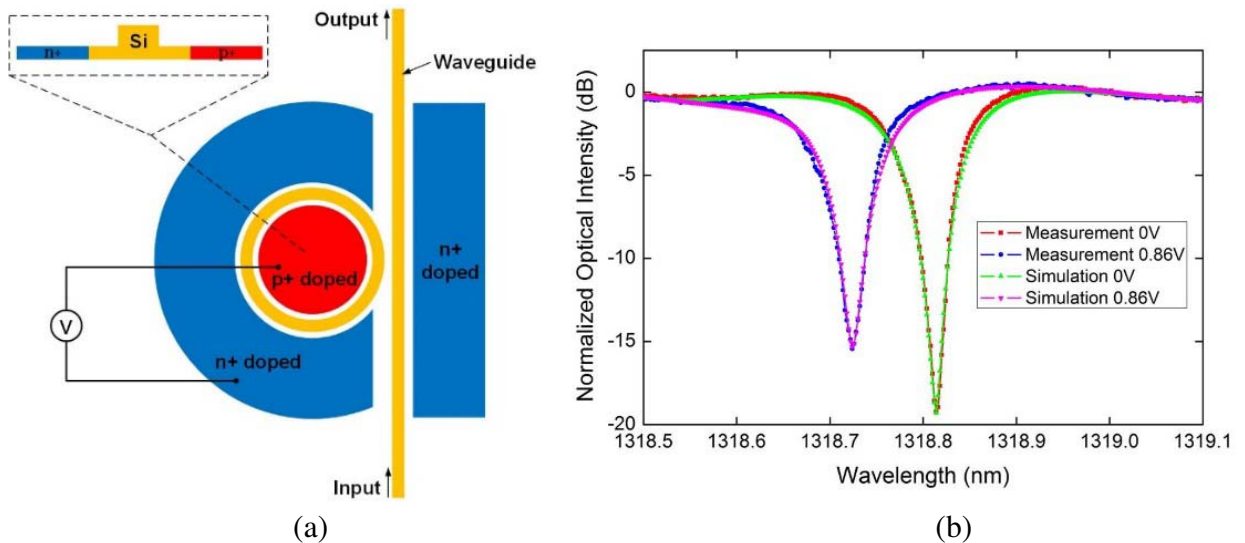 Output
Si
n+
p+
Waveguide
p+ doped
n+
doped
n+ doped
V
Input
(a)
Normalized Optical Intensity (dB)
0
-5
-10
-15
-20
Measurement 0V
Measurement 0.86V
Simulation 0V
Simulation 0.86V
1318.5 1318.6 1318.7 1318.8 1318.9 1319.0 1319.1
Wavelength (nm)
(b)